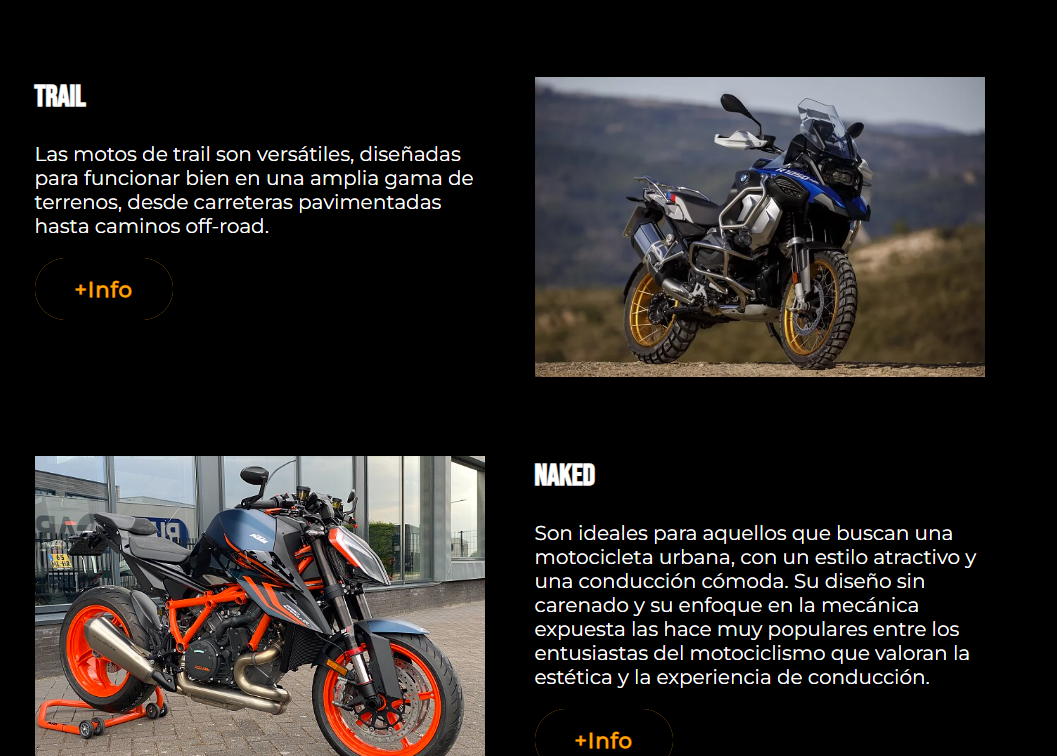 TRAIL
Las motos de trail son versátiles, diseñadas
para funcionar bien en una amplia gama de
terrenos, desde carreteras pavimentadas
hasta caminos off-road.
+Info
R 1250
KTM
NAKED
Son ideales para aquellos que buscan una
motocicleta urbana, con un estilo atractivo y
una conducción cómoda. Su diseño sin
carenado y su enfoque en la mecánica
expuesta las hace muy populares entre los
entusiastas del motociclismo que valoran la
estética y la experiencia de conducción.
+Info